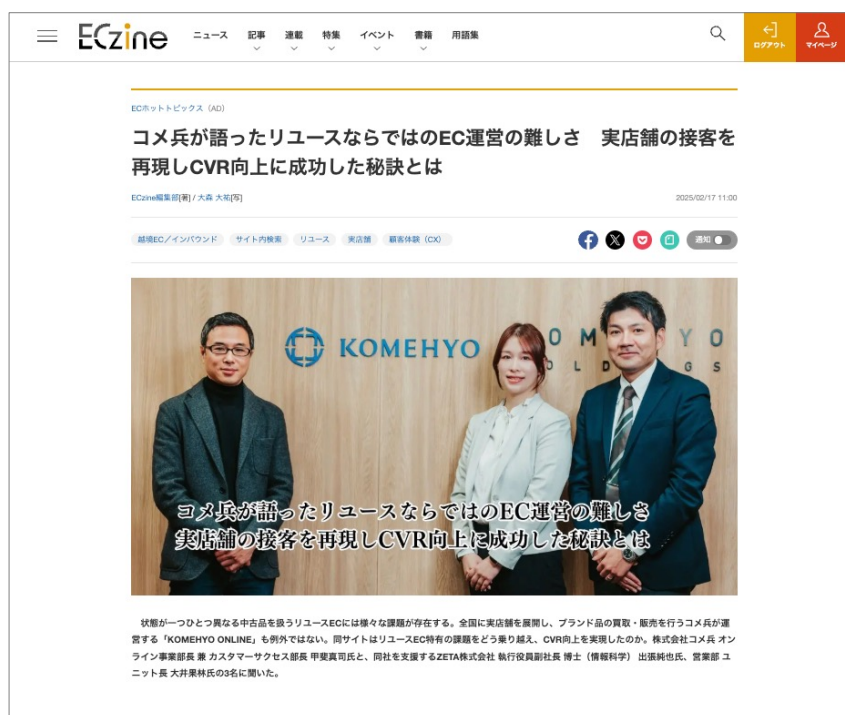 ECzine
ニュース 記事 連載 特集 イベント 書籍 用語集
ログアウト マイページ
ECホットトピックス（AD）
コメ兵が語ったリユースならではのEC運営の難しさ　実店舗の接客を
再現しCVR向上に成功した秘訣とは
ECzine編集部[著] / 大森 大祐[写]
2025/02/17 11:00
越境EC／インバウンド サイト内検索 リユース 実店舗 顧客体験（CX）
通知
KOMEHYO
コメ兵が語ったリユースならではのEC運営の難しさ
実店舗の接客を再現しCVR向上に成功した秘訣とは
状態が一つひとつ異なる中古品を扱うリユースECには様々な課題が存在する。全国に実店舗を展開し、ブランド品の買取・販売を行うコメ兵が運
営する「KOMEHYO ONLINE」も例外ではない。同サイトはリユースEC特有の課題をどう乗り越え、CVR向上を実現したのか。株式会社コメ兵 オン
ライン事業部長 兼 カスタマーサクセス部長 甲斐真司氏と、同社を支援するZETA株式会社 執行役員副社長 博士（情報科学） 出張純也氏、営業部 ユ
ニット長 大井果林氏の3名に聞いた。